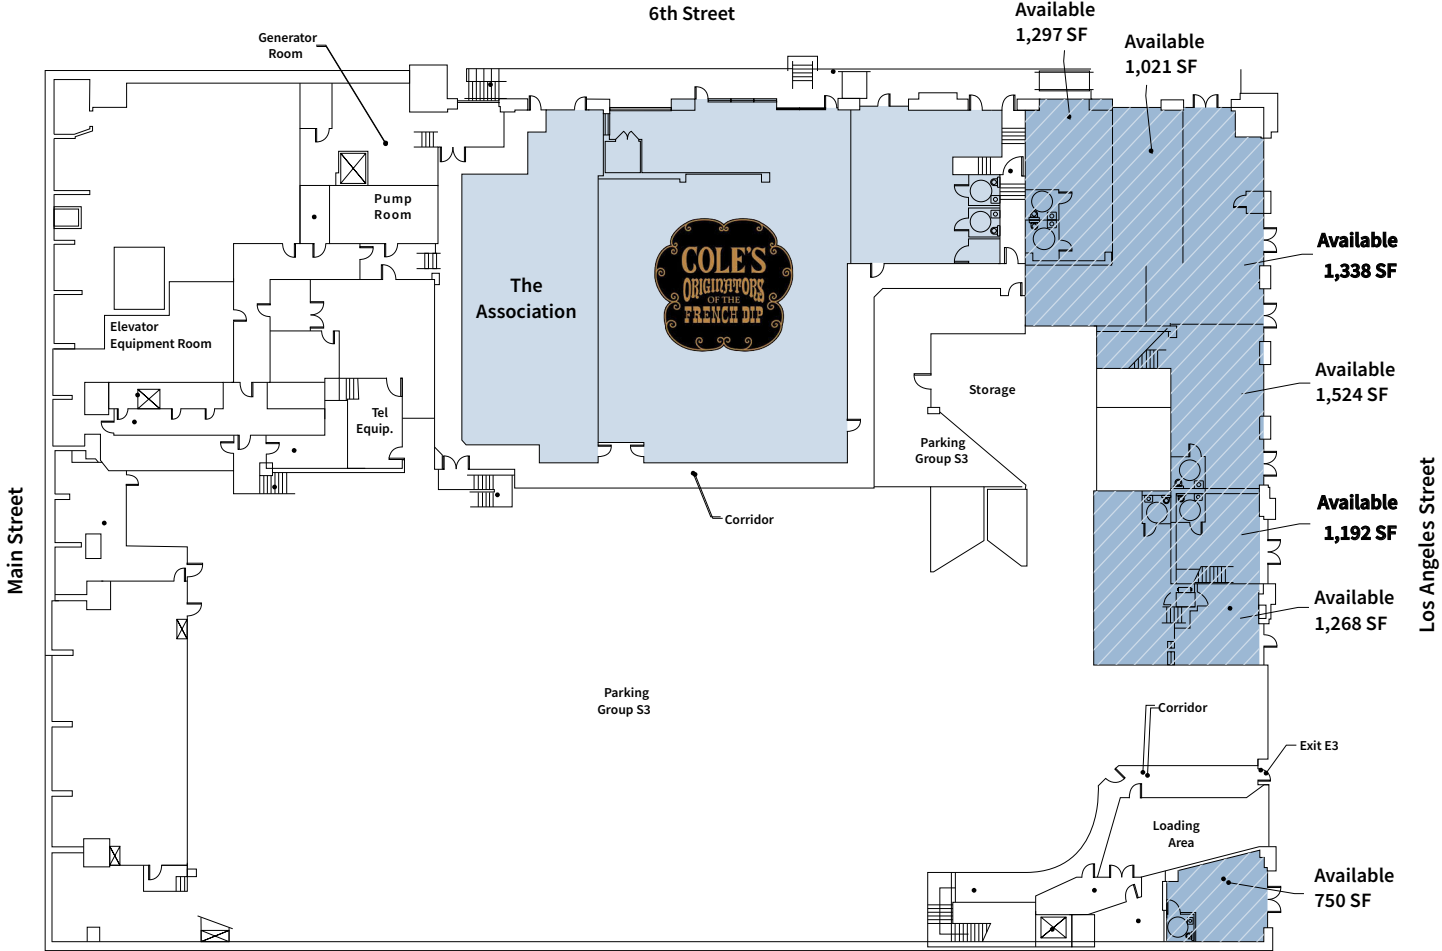 6th Street
Available
1,297 SF
Available
1,021 SF
Generator
Room
Pump
Room
Available
1,338 SF
The
Association
COLE'S
ORIGINATORS
OF THE
FRENCH DIP
Elevator
Equipment Room
Available
1,524 SF
Storage
Tel
Equip.
Parking
Group S3
Available
1,192 SF
Corridor
Main Street
Los Angeles Street
Available
1,268 SF
Parking
Group S3
Corridor
Exit E3
Loading
Area
Available
750 SF